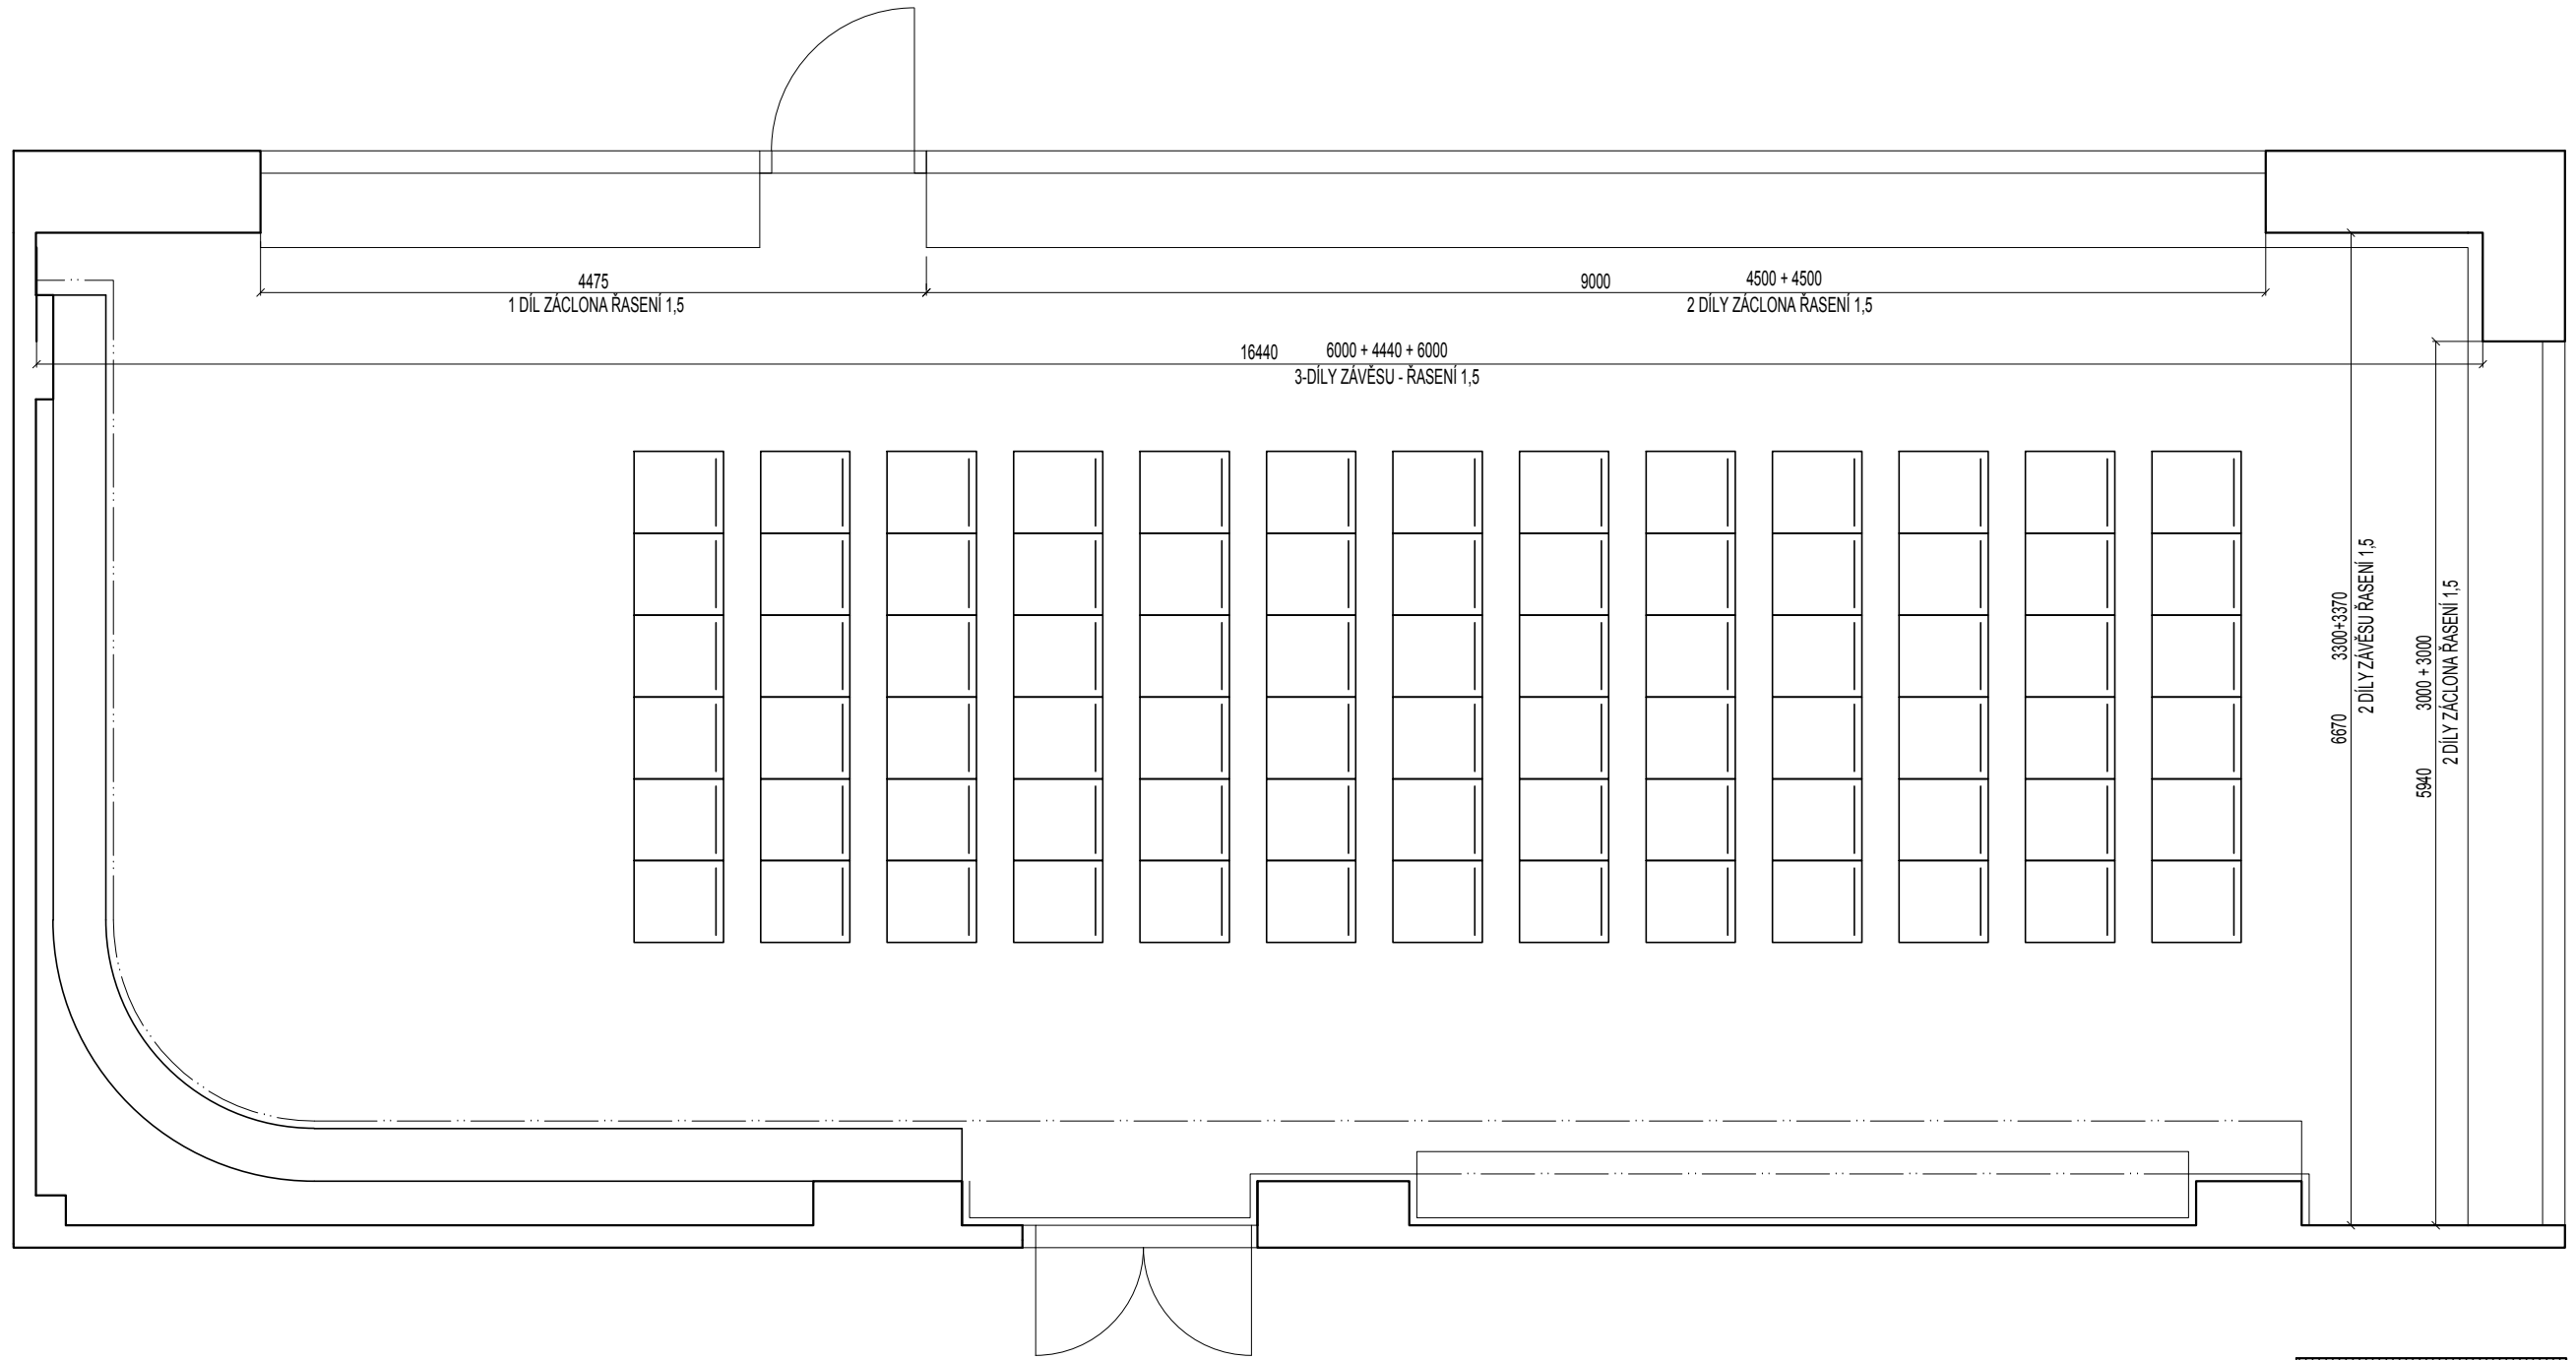 4475
1 DÍL ZÁCLONA ŘASENÍ 1,5
9000 4500 + 4500
2 DÍLY ZÁCLONA ŘASENÍ 1,5
16440 6000 + 4440 + 6000
3-DÍLY ZÁVĚSU - ŘASENÍ 1,5
6670 3300+3370
2 DÍLY ZÁVĚSU ŘASENÍ 1,5
5940 3000 + 3000
2 DÍLY ZÁCLONA ŘASENÍ 1,5